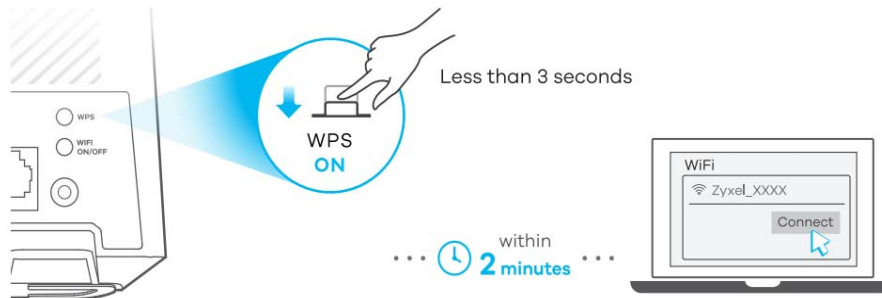 WPS
WIFI
ON/OFF
WPS
ON
Less than 3 seconds
within
2 minutes
WiFi
Zyxel_XXXX
Connect